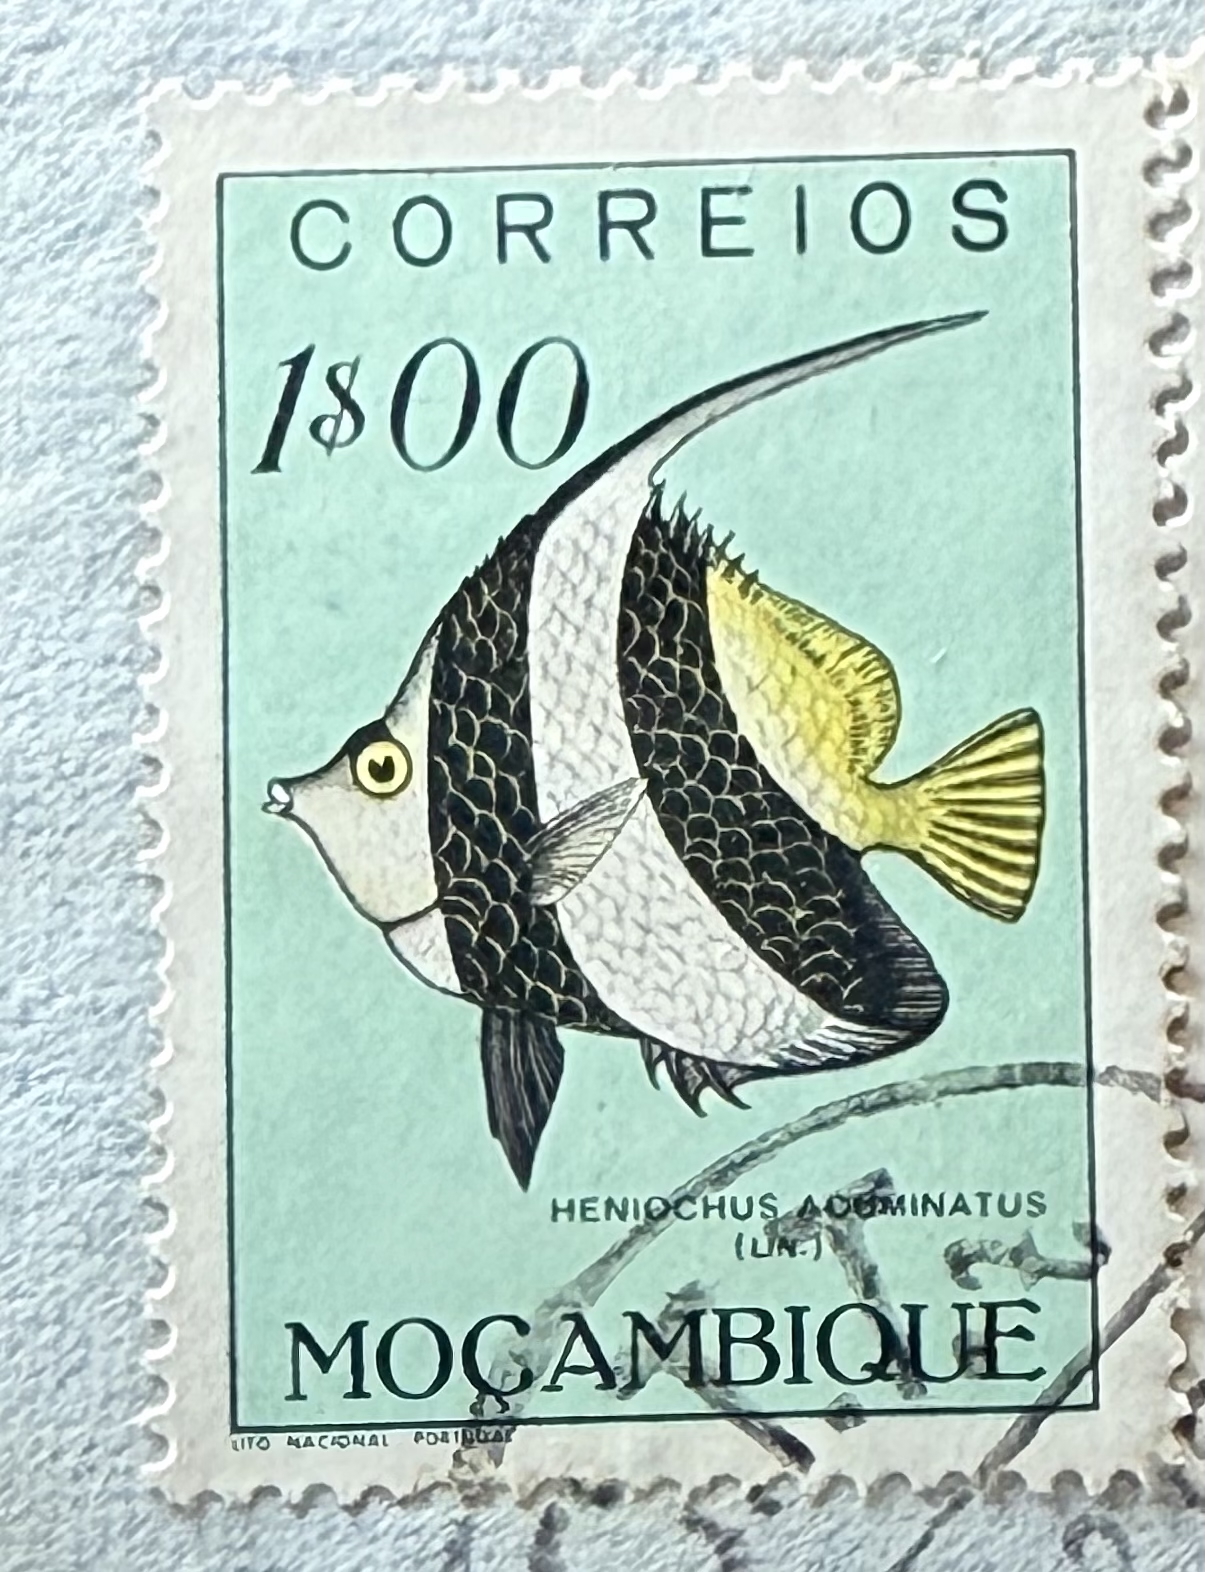 CORREIOS
1$00
HENIOCHUS ACUMINATUS
(LIN.)
MOÇAMBIQUE
LITO NACIONAL PORTUGAL